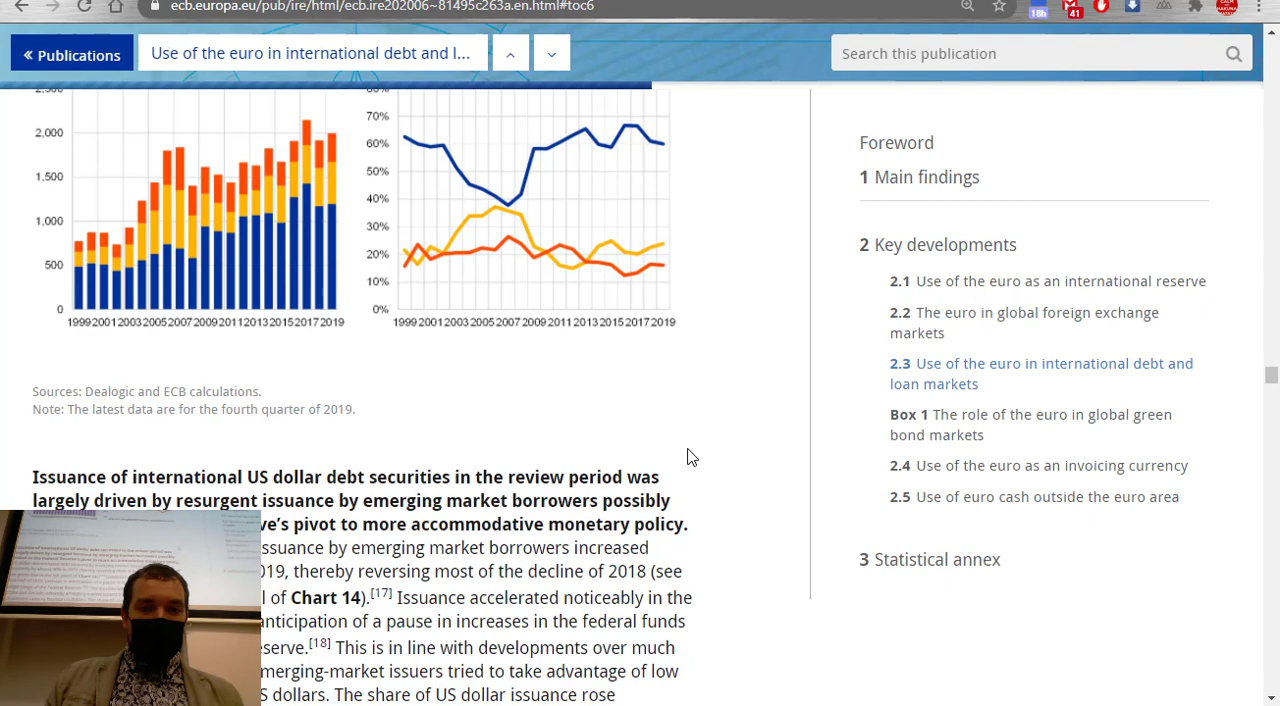 ecb.europa.eu/pub/ire/html/ecb.ire202006~81495c263a.en.html#toc6
18h
41
« Publications
Use of the euro in international debt and l...
Search this publication
2,500
2,000
1,500
1,000
500
0
1999 2001 2003 2005 2007 2009 2011 2013 2015 2017 2019
80%
70%
60%
50%
40%
30%
20%
10%
0%
1999 2001 2003 2005 2007 2009 2011 2013 2015 2017 2019
Sources: Dealogic and ECB calculations.
Note: The latest data are for the fourth quarter of 2019.
Issuance of international US dollar debt securities in the review period was
largely driven by resurgent issuance by emerging market borrowers possibly
ve’s pivot to more accommodative monetary policy.
ssuance by emerging market borrowers increased
019, thereby reversing most of the decline of 2018 (see
l of Chart 14).[17] Issuance accelerated noticeably in the
anticipation of a pause in increases in the federal funds
eserve.[18] This is in line with developments over much
merging-market issuers tried to take advantage of low
S dollars. The share of US dollar issuance rose
Foreword
1 Main findings
2 Key developments
2.1 Use of the euro as an international reserve
2.2 The euro in global foreign exchange
markets
2.3 Use of the euro in international debt and
loan markets
Box 1 The role of the euro in global green
bond markets
2.4 Use of the euro as an invoicing currency
2.5 Use of euro cash outside the euro area
3 Statistical annex